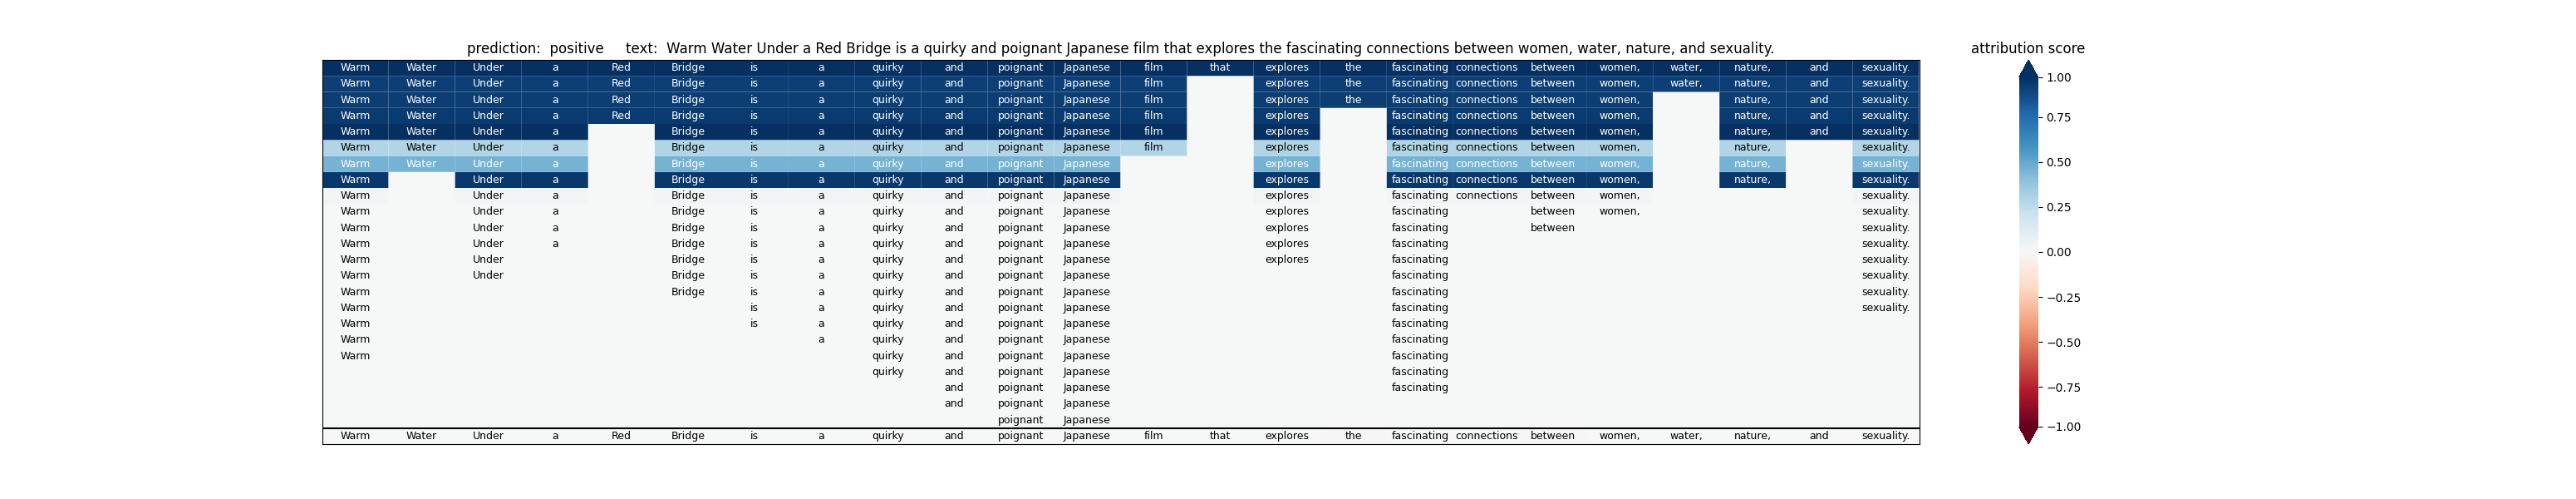 prediction: positive text: Warm Water Under a Red Bridge is a quirky and poignant Japanese film that explores the fascinating connections between women, water, nature, and sexuality. attribution score
Warm Water Under a Red Bridge is a quirky and poignant Japanese film that explores the fascinating connections between women, water, nature, and sexuality.
Warm Water Under a Red Bridge is a quirky and poignant Japanese film explores the fascinating connections between women, water, nature, and sexuality.
Warm Water Under a Red Bridge is a quirky and poignant Japanese film explores the fascinating connections between women, nature, and sexuality.
Warm Water Under a Red Bridge is a quirky and poignant Japanese film explores fascinating connections between women, nature, and sexuality.
Warm Water Under a Bridge is a quirky and poignant Japanese film explores fascinating connections between women, nature, and sexuality.
Warm Water Under a Bridge is a quirky and poignant Japanese film explores fascinating connections between women, nature, sexuality.
Warm Water Under a Bridge is a quirky and poignant Japanese explores fascinating connections between women, nature, sexuality.
Warm Under a Bridge is a quirky and poignant Japanese explores fascinating connections between women, nature, sexuality.
Warm Under a Bridge is a quirky and poignant Japanese explores fascinating connections between women, sexuality.
Warm Under a Bridge is a quirky and poignant Japanese explores fascinating between women, sexuality.
Warm Under a Bridge is a quirky and poignant Japanese explores fascinating between sexuality.
Warm Under a Bridge is a quirky and poignant Japanese explores fascinating sexuality.
Warm Under Bridge is a quirky and poignant Japanese explores fascinating sexuality.
Warm Under Bridge is a quirky and poignant Japanese fascinating sexuality.
Warm Bridge is a quirky and poignant Japanese fascinating sexuality.
Warm is a quirky and poignant Japanese fascinating sexuality.
Warm is a quirky and poignant Japanese fascinating
Warm a quirky and poignant Japanese fascinating
Warm quirky and poignant Japanese fascinating
quirky and poignant Japanese fascinating
and poignant Japanese fascinating
and poignant Japanese
poignant Japanese
Warm Water Under a Red Bridge is a quirky and poignant Japanese film that explores the fascinating connections between women, water, nature, and sexuality.
1.00
0.75
0.50
0.25
0.00
−0.25
−0.50
−0.75
−1.00